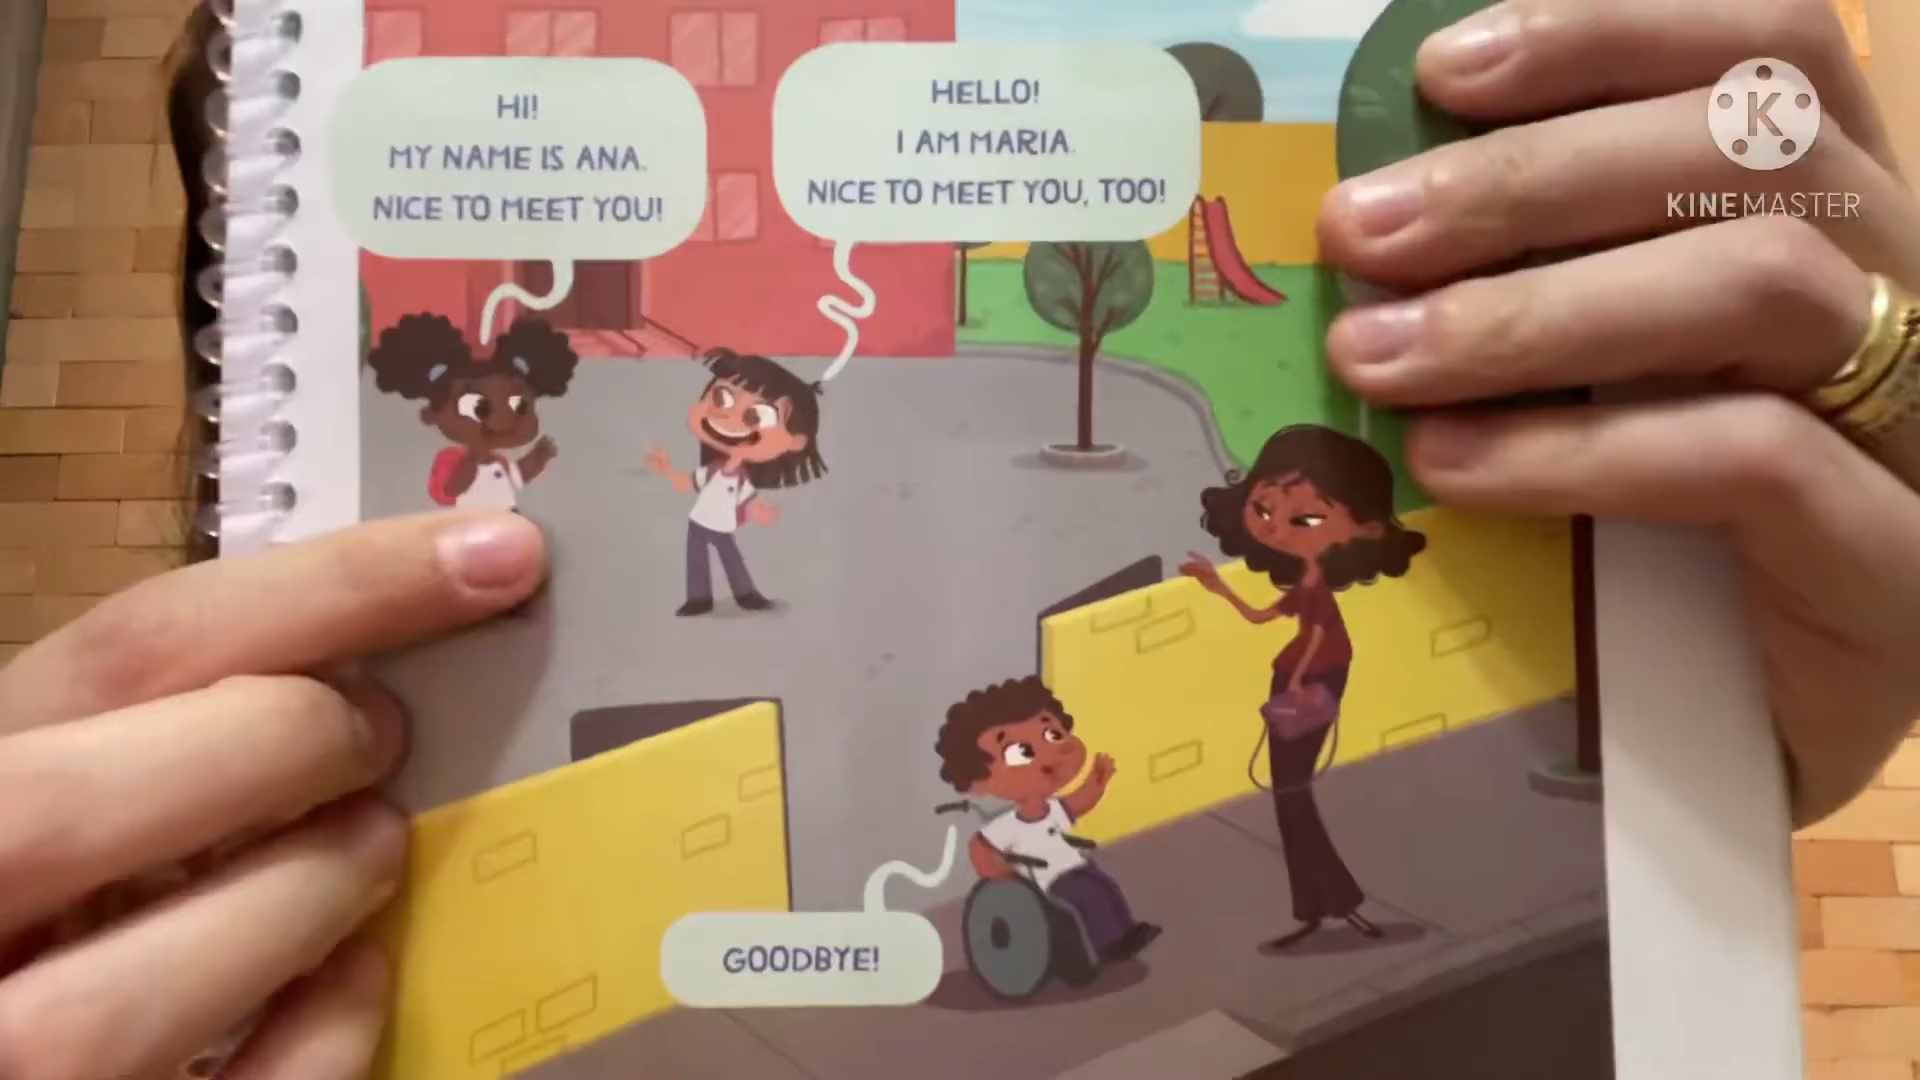 HI!
MY NAME IS ANA.
NICE TO MEET YOU!
HELLO!
I AM MARIA.
NICE TO MEET YOU, TOO!
GOODBYE!
K
KINEMASTER